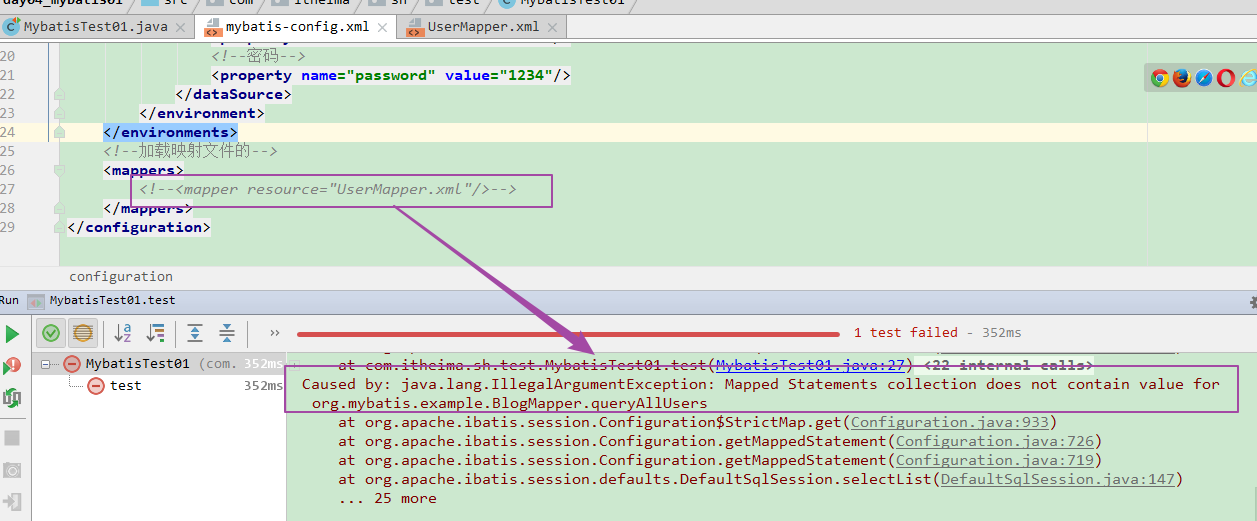 day04_mybatis01 src com itheima sh test MybatisTest01
MybatisTest01.java mybatis-config.xml UserMapper.xml
20 <!--密码-->
21 <property name="password" value="1234"/>
22 </dataSource>
23 </environment>
24 </environments>
25 <!--加载映射文件的-->
26 <mappers>
27 <!--<mapper resource="UserMapper.xml"/>-->
28 </mappers>
29 </configuration>
configuration
Run MybatisTest01.test
1 test failed - 352ms
MybatisTest01 (com. 352ms
test 352ms
at com.itheima.sh.test.MybatisTest01.test(MybatisTest01.java:27) <22 internal calls>
Caused by: java.lang.IllegalArgumentException: Mapped Statements collection does not contain value for
org.mybatis.example.BlogMapper.queryAllUsers
at org.apache.ibatis.session.Configuration$StrictMap.get(Configuration.java:933)
at org.apache.ibatis.session.Configuration.getMappedStatement(Configuration.java:726)
at org.apache.ibatis.session.Configuration.getMappedStatement(Configuration.java:719)
at org.apache.ibatis.session.defaults.DefaultSqlSession.selectList(DefaultSqlSession.java:147)
... 25 more